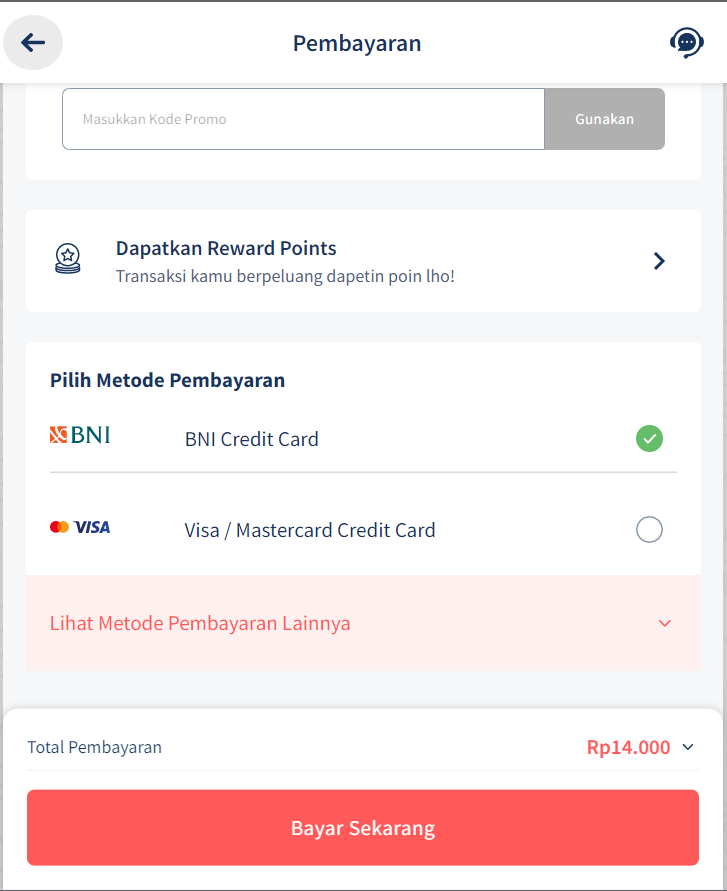 Pembayaran
Masukkan Kode Promo
Gunakan
Dapatkan Reward Points
Transaksi kamu berpeluang dapetin poin lho!
Pilih Metode Pembayaran
BNI
BNI Credit Card
VISA
Visa / Mastercard Credit Card
Lihat Metode Pembayaran Lainnya
Total Pembayaran
Rp14.000
Bayar Sekarang